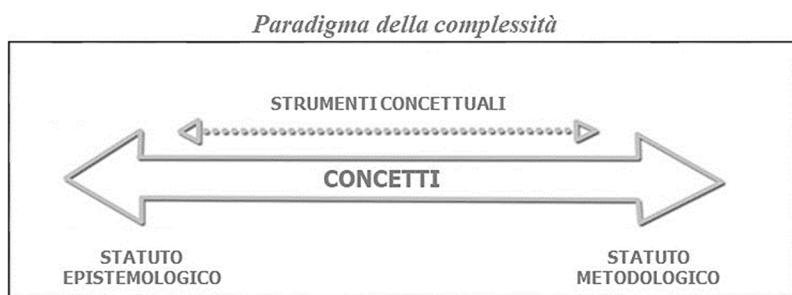 Paradigma della complessità
STRUMENTI CONCETTUALI
CONCETTI
STATUTO
EPISTEMOLOGICO
STATUTO
METODOLOGICO